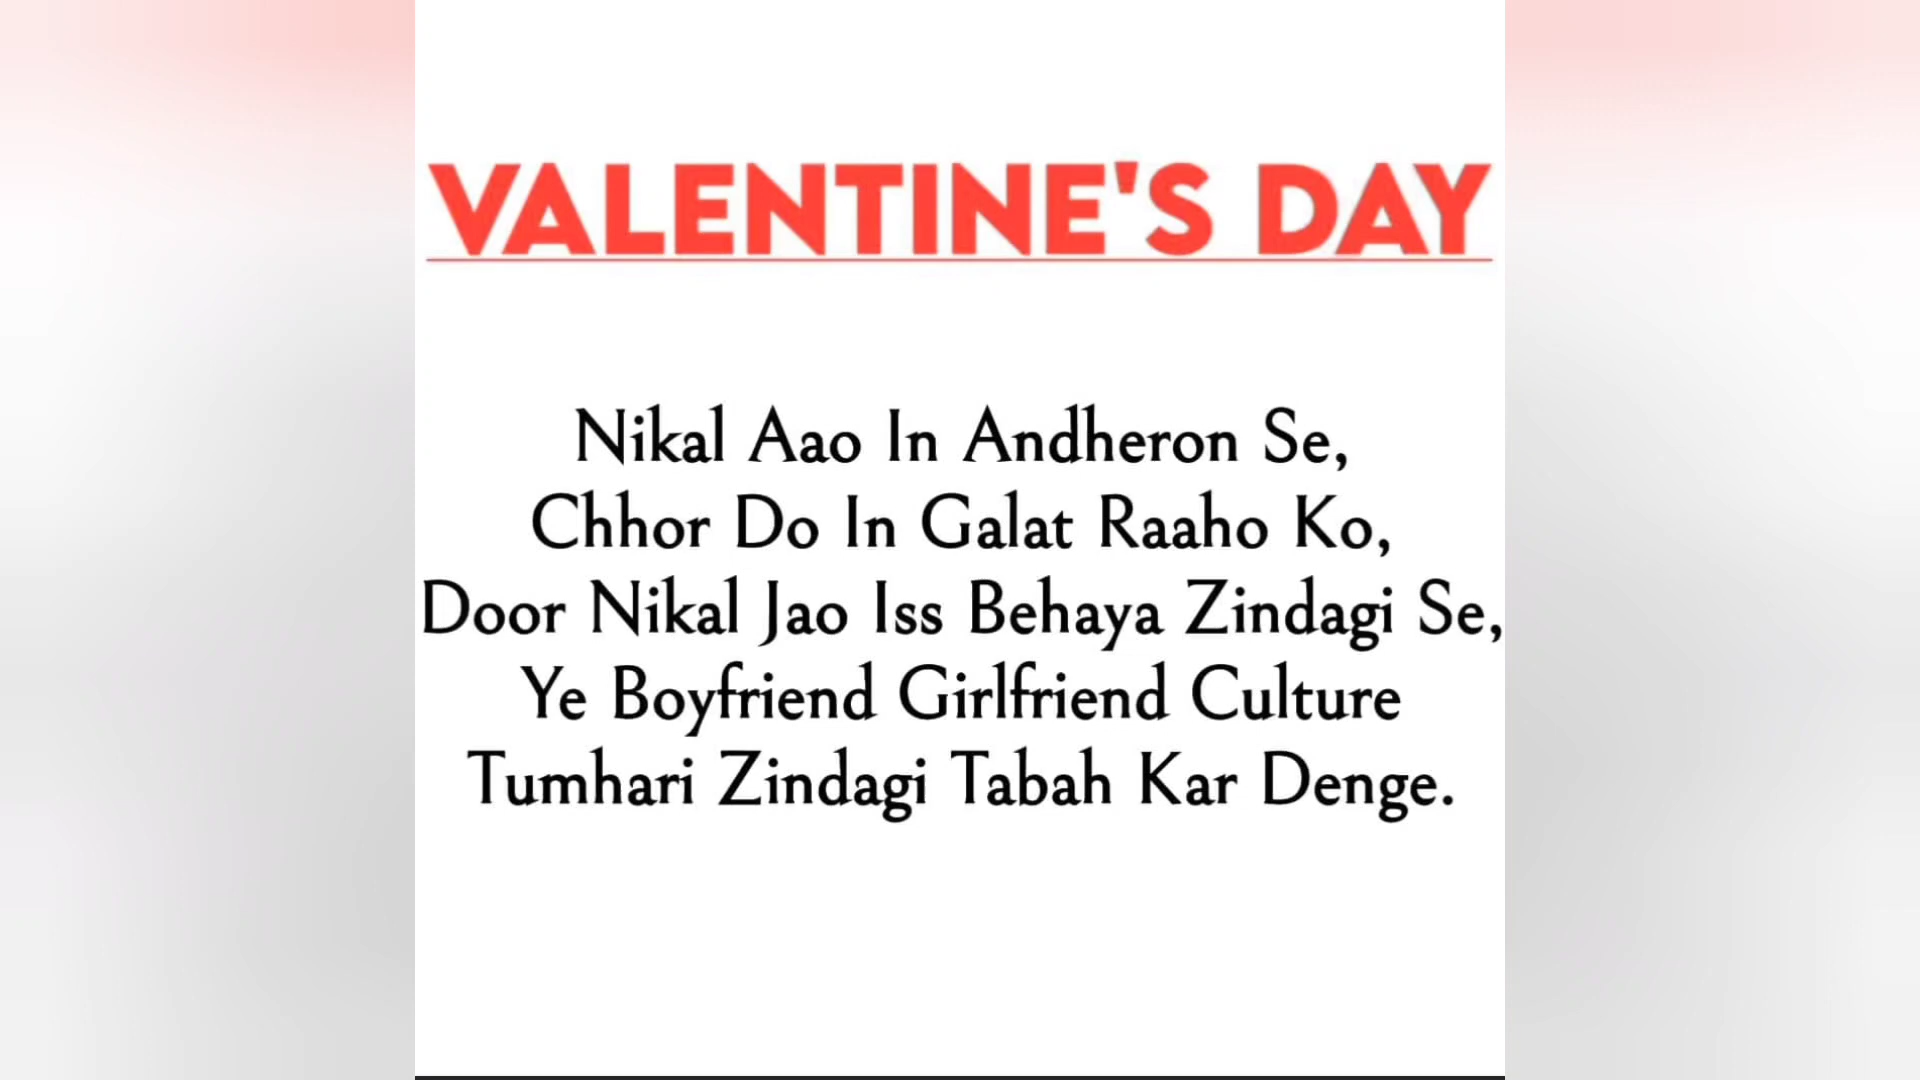 VALENTINE'S DAY
Nikal Aao In Andheron Se,
Chhor Do In Galat Raaho Ko,
Door Nikal Jao Iss Behaya Zindagi Se,
Ye Boyfriend Girlfriend Culture
Tumhari Zindagi Tabah Kar Denge.